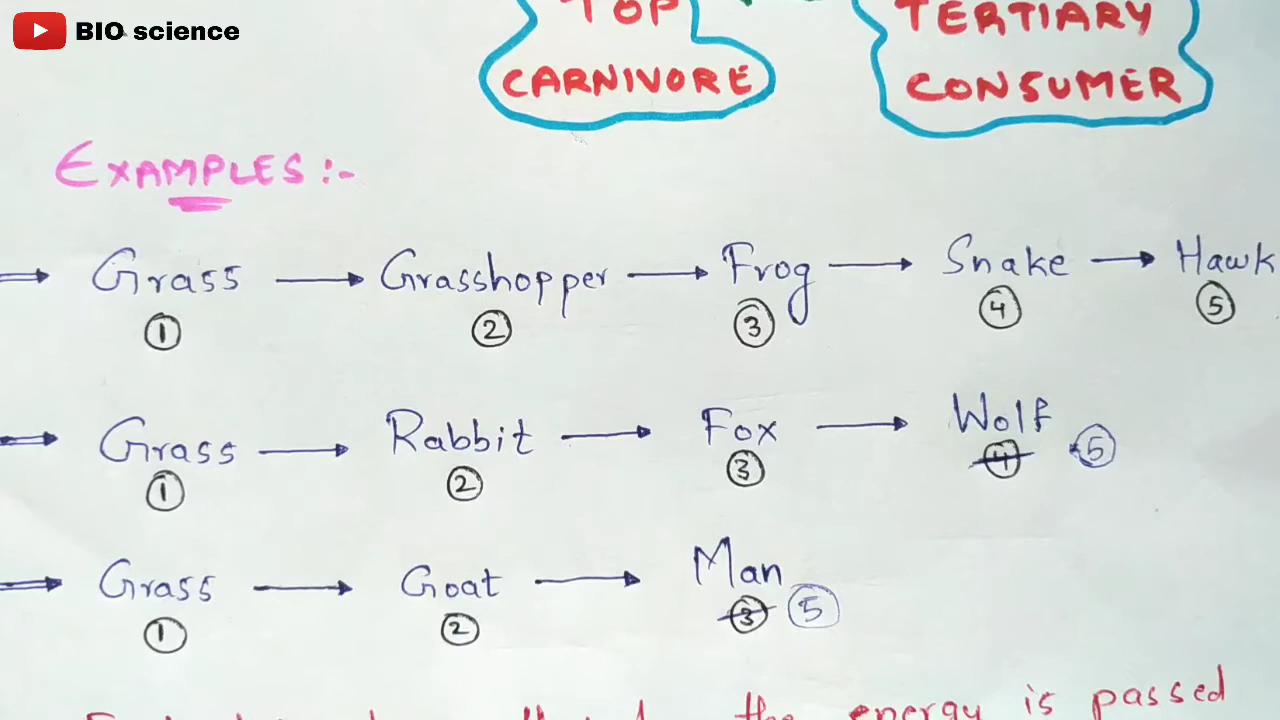 BIO science
TOP TERTIARY
CARNIVORE CONSUMER
EXAMPLES :-
Grass → Grasshopper → Frog → Snake → Hawk
① ② ③ ④ ⑤
Grass → Rabbit → Fox → Wolf
① ② ③ ④ ⑤
Grass → Goat → Man
① ② ③ ⑤
the energy is passed